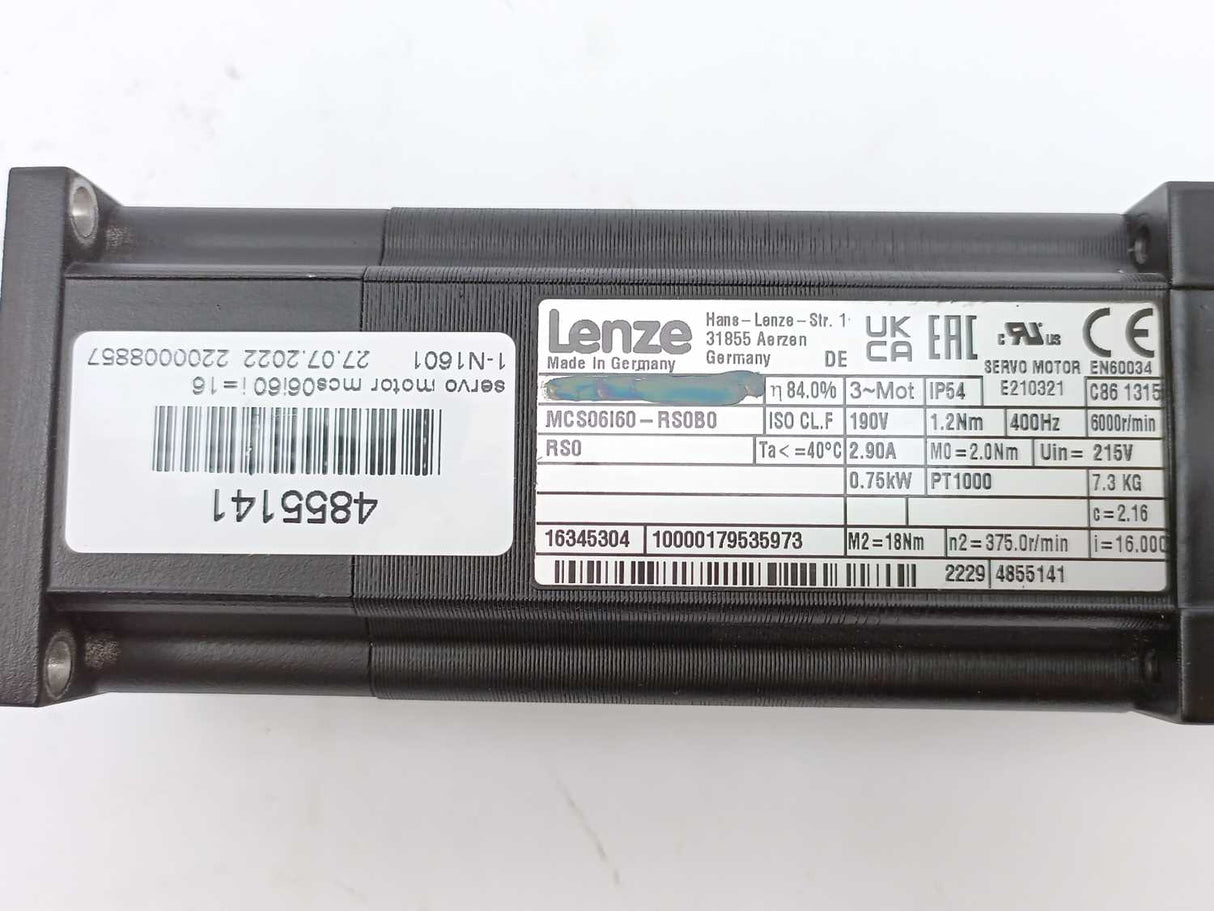 1-N1601 27.07.2022 2200008857
servo motor mcs06i60 i=16
4855141
Lenze
Made in Germany
Hans-Lenze-Str. 1
31855 Aerzen
Germany DE
UK
CA
EAC
c UR us
CE
SERVO MOTOR EN60034
η 84.0% 3~Mot IP54 E210321 C86 1315
MCS06I60-RS0B0 ISO CL.F 190V 1.2Nm 400Hz 6000r/min
RS0 Ta<=40°C 2.90A M0=2.0Nm Uin= 215V
0.75kW PT1000 7.3 KG
c=2.16
16345304 10000179535973 M2=18Nm n2=375.0r/min i=16.000
2229 4855141